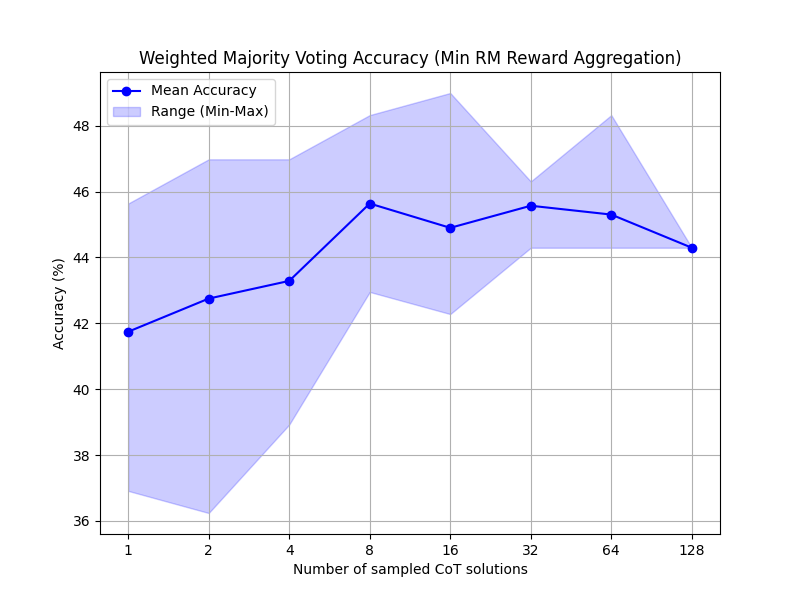 Weighted Majority Voting Accuracy (Min RM Reward Aggregation)
Mean Accuracy
Range (Min-Max)
Accuracy (%)
48
46
44
42
40
38
36
1 2 4 8 16 32 64 128
Number of sampled CoT solutions